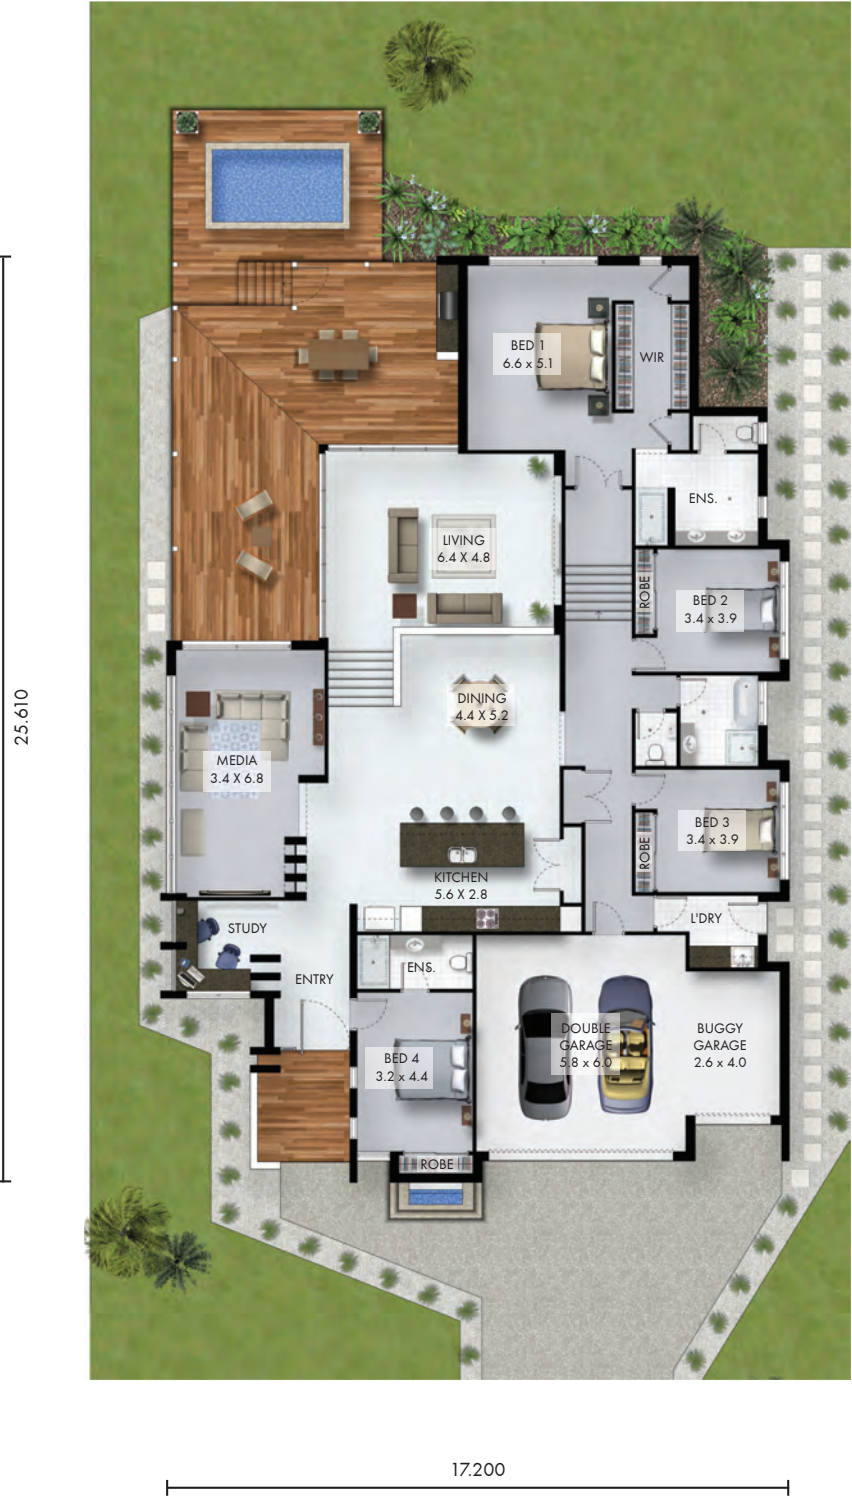 BED 1
6.6 x 5.1
WIR
ENS.
LIVING
6.4 X 4.8
ROBE
BED 2
3.4 x 3.9
25.610
DINING
4.4 X 5.2
MEDIA
3.4 X 6.8
BED 3
3.4 x 3.9
ROBE
KITCHEN
5.6 X 2.8
L'DRY
STUDY
ENS.
ENTRY
DOUBLE
GARAGE
5.8 x 6.0
BUGGY
GARAGE
2.6 x 4.0
BED 4
3.2 x 4.4
ROBE
17.200